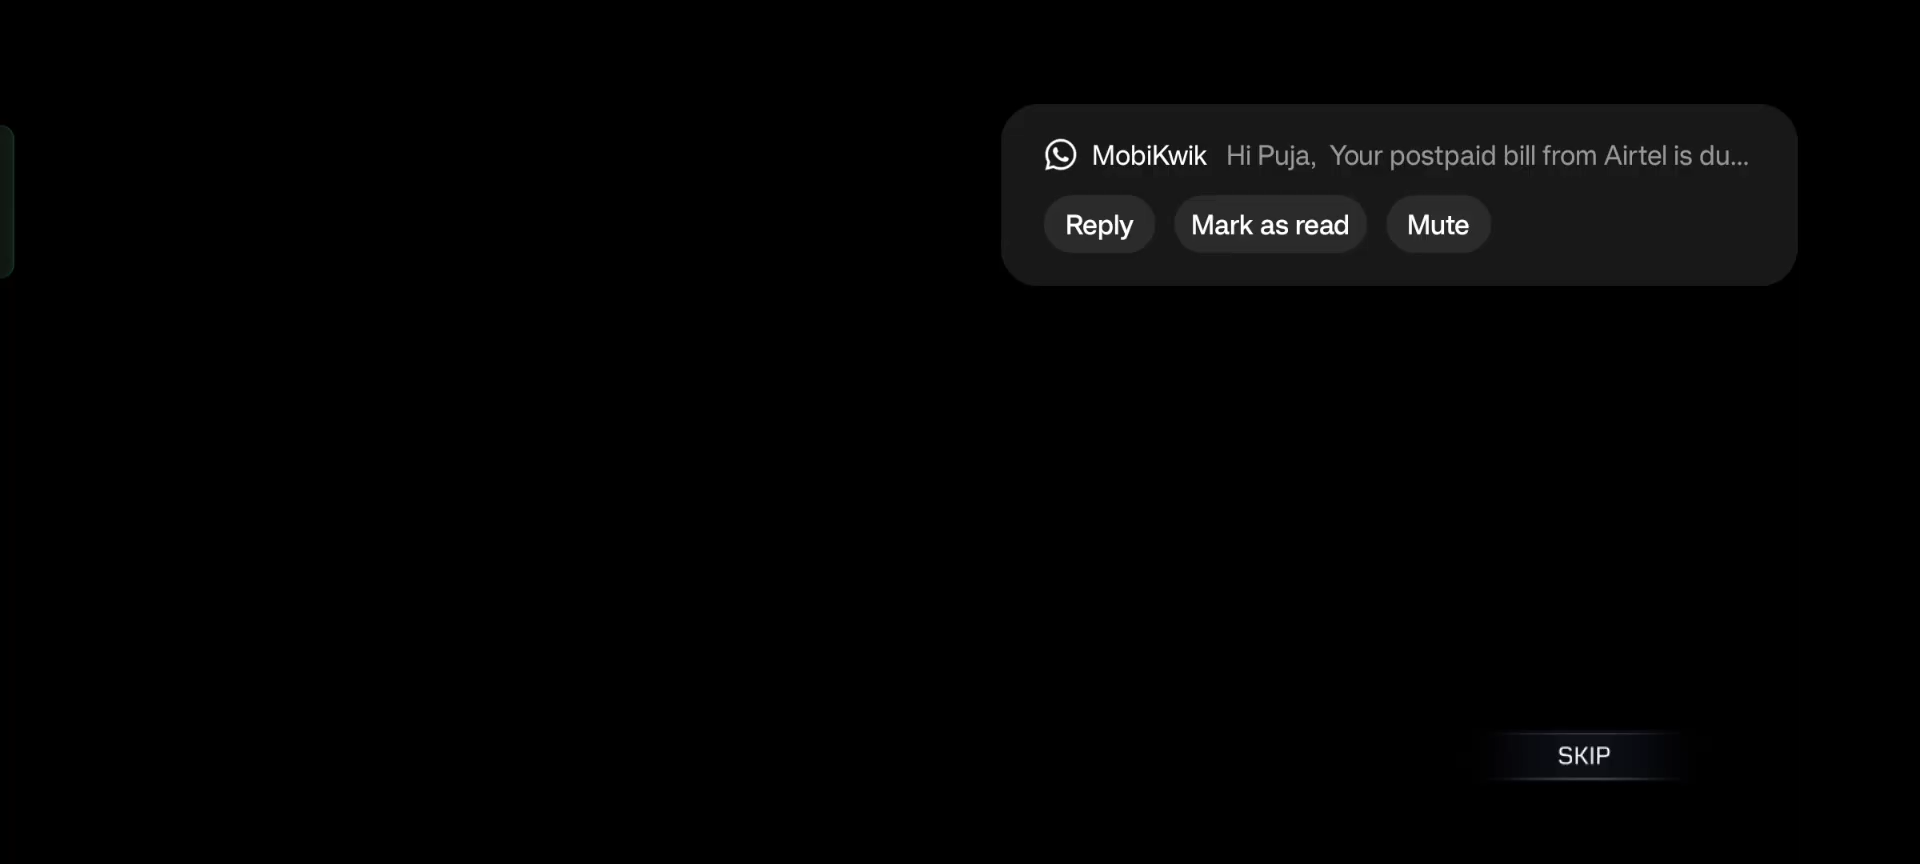 MobiKwik Hi Puja, Your postpaid bill from Airtel is du...
Reply Mark as read Mute
SKIP